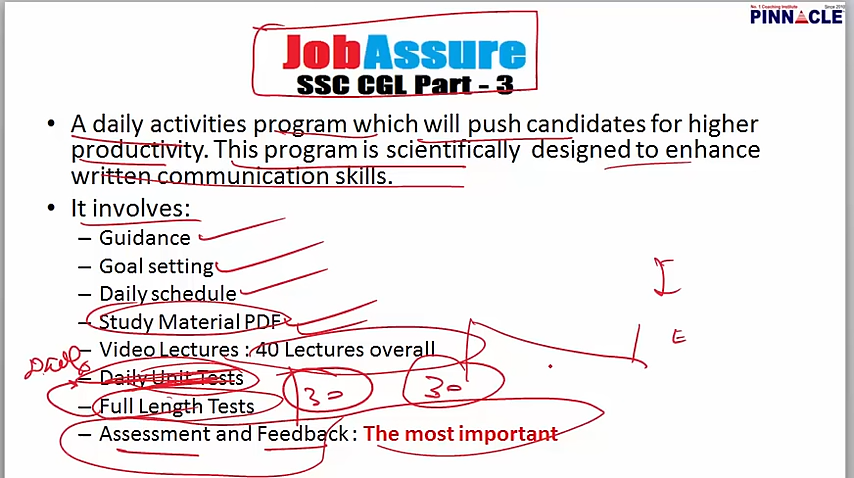 No. 1 Coaching Institute Since 2010
PINNACLE
JobAssure
SSC CGL Part - 3
• A daily activities program which will push candidates for higher
productivity. This program is scientifically designed to enhance
written communication skills.
• It involves:
– Guidance
– Goal setting
– Daily schedule
– Study Material PDF
– Video Lectures : 40 Lectures overall
Daily
– Daily Unit Tests
30 30
– Full Length Tests
– Assessment and Feedback : The most important
I
E